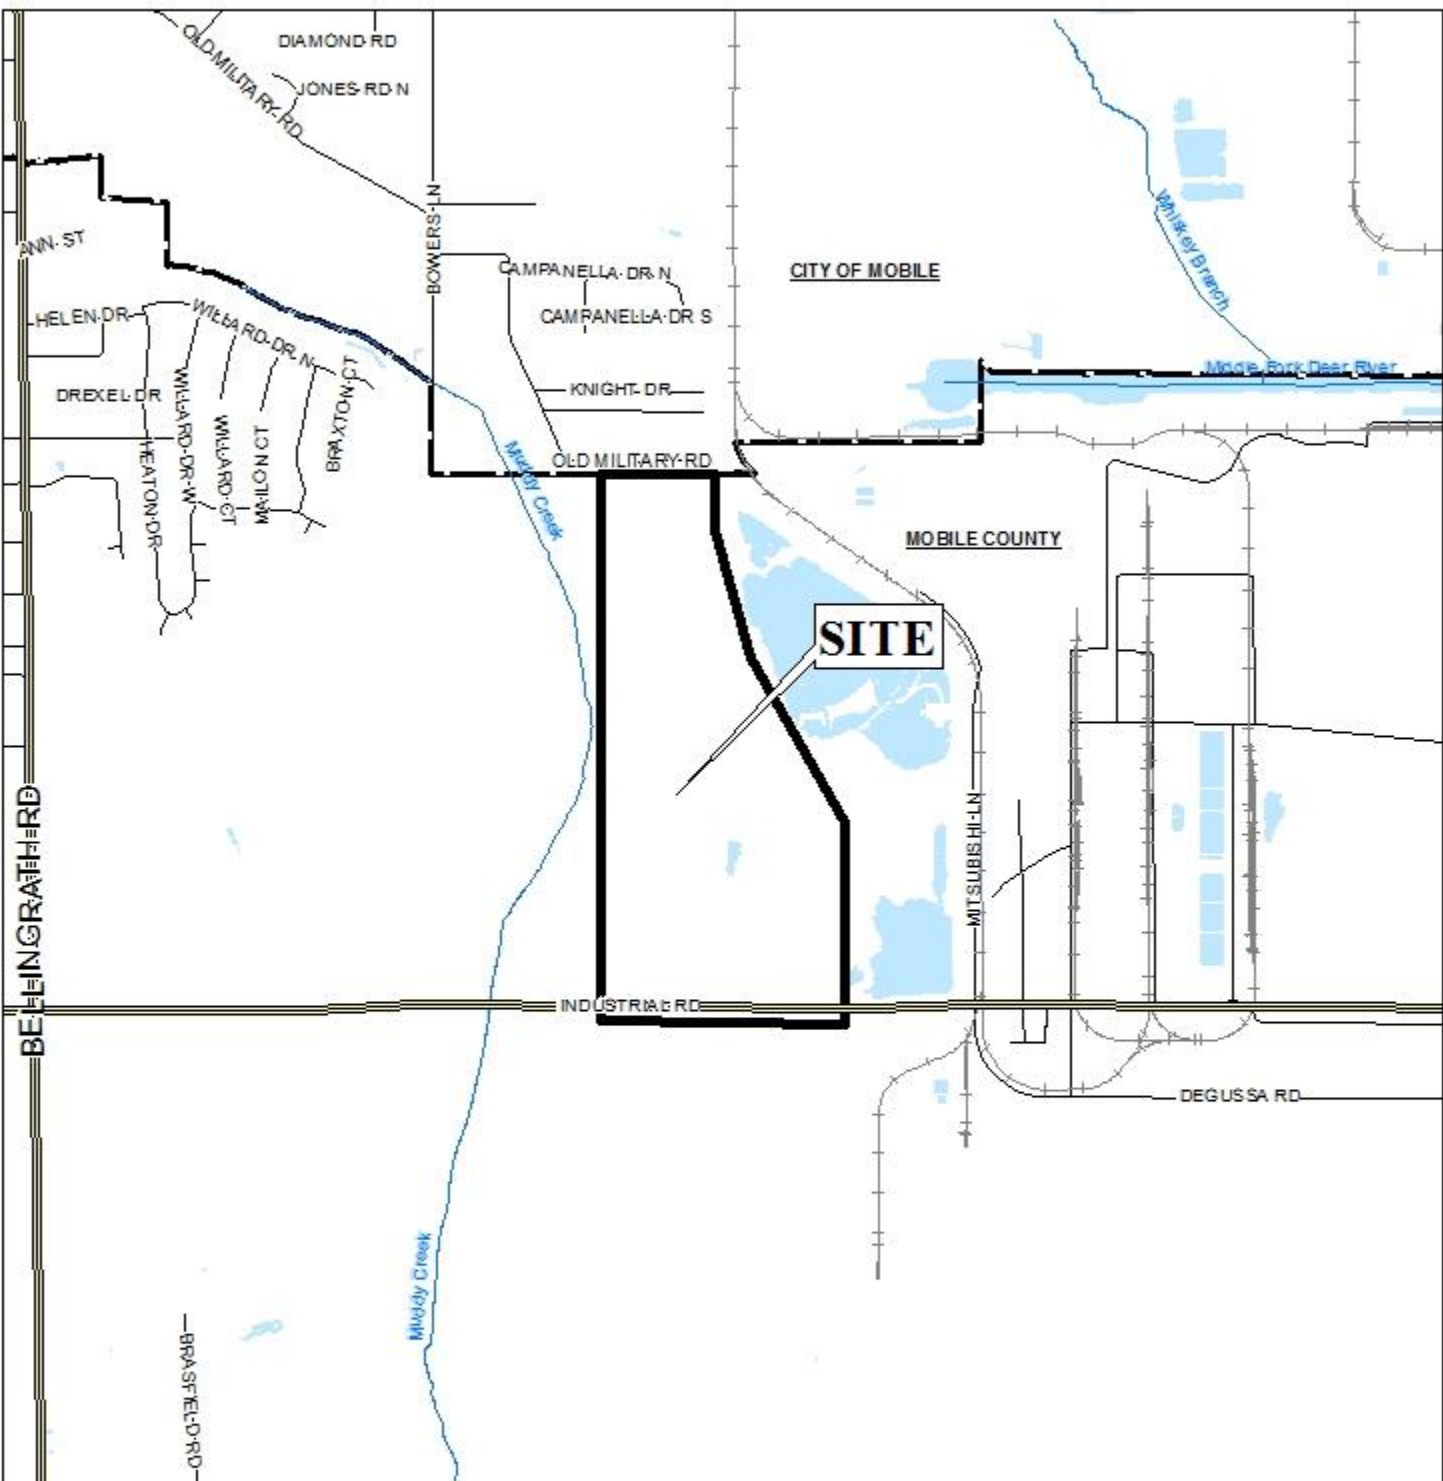 DIAMOND RD
OLD MILITARY RD
JONES RD N
BOWERS LN
ANN ST
CAMPANELLA DR N
CITY OF MOBILE
Whiskey Branch
HELEN DR
WILLARD DR N
CAMPANELLA DR S
Middle Fork Deer River
DREXEL DR
KNIGHT DR
WILLARD DR W
WILLARD CT
MAILON CT
BRAXTON CT
HEATON DR
OLD MILITARY RD
Muddy Creek
MOBILE COUNTY
SITE
BELLINGRATH RD
MITSUBISHI LN
INDUSTRIAL RD
DEGUSSA RD
Muddy Creek
BRASFIELD RD